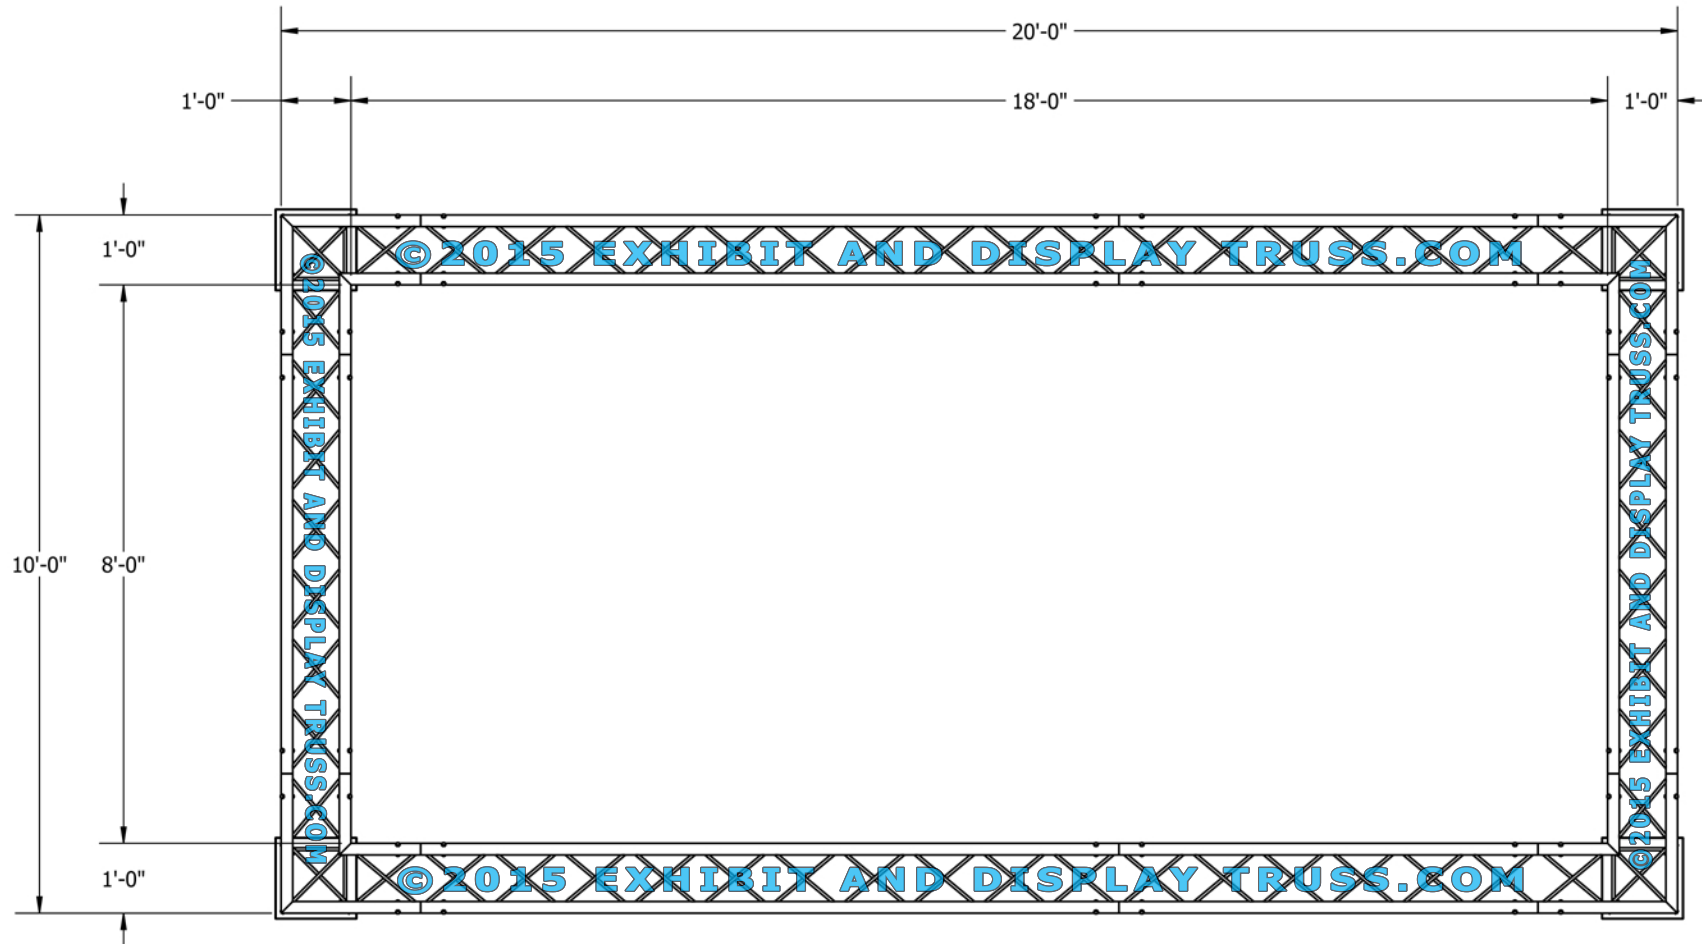 20'-0"
1'-0"
18'-0"
1'-0"
1'-0"
©2015 EXHIBIT AND DISPLAY TRUSS.COM
©2015 EXHIBIT AND DISPLAY TRUSS.COM
©2015 EXHIBIT AND DISPLAY TRUSS.COM
10'-0"
8'-0"
1'-0"
©2015 EXHIBIT AND DISPLAY TRUSS.COM